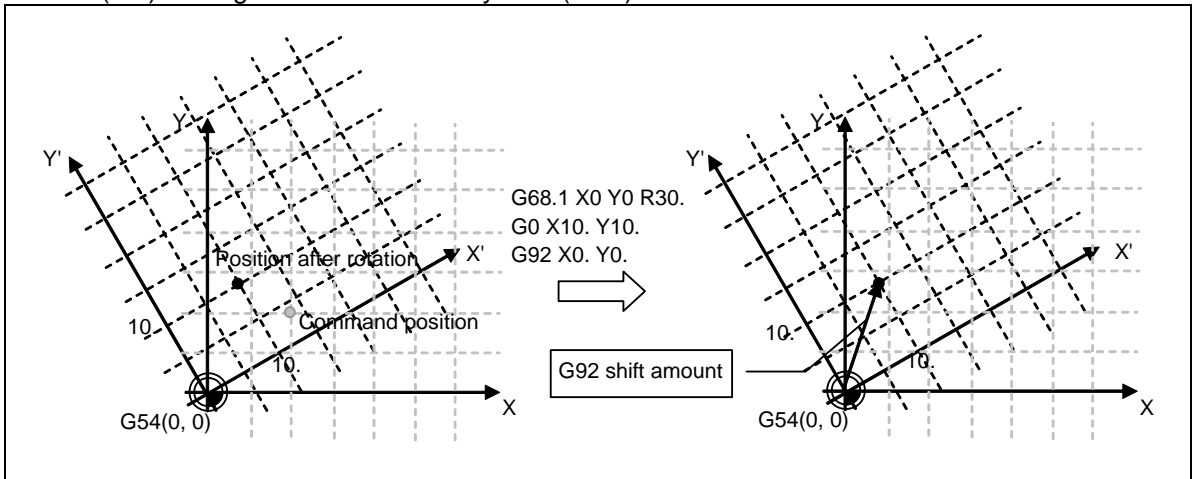 Y
Y'
X'
Position after rotation
Command position
10.
10.
G54(0, 0)
X
G68.1 X0 Y0 R30.
G0 X10. Y10.
G92 X0. Y0.
G92 shift amount
Y
Y'
X'
10.
10.
G54(0, 0)
X